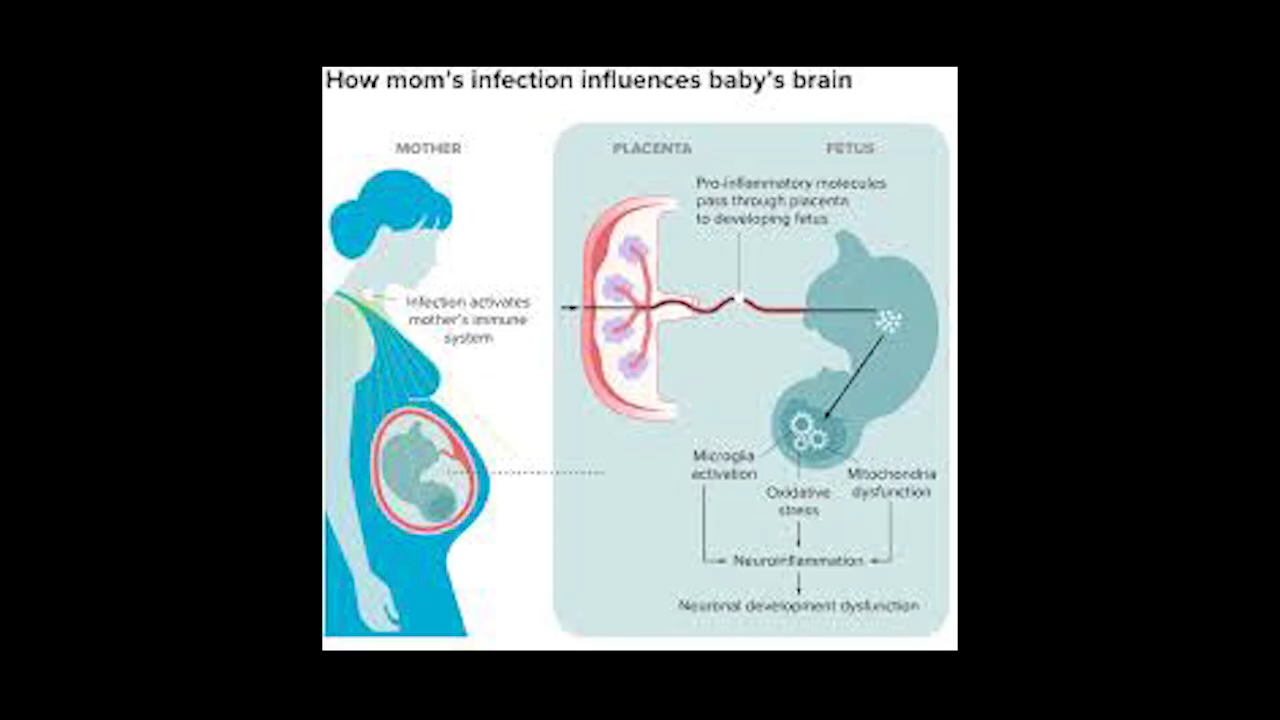 How mom's infection influences baby's brain
MOTHER
PLACENTA
FETUS
Pro-inflammatory molecules
pass through placenta
to developing fetus
Infection activates
mother's immune
system
Microglia
activation
Oxidative
stress
Mitochondria
dysfunction
Neuroinflammation
Neuronal development dysfunction